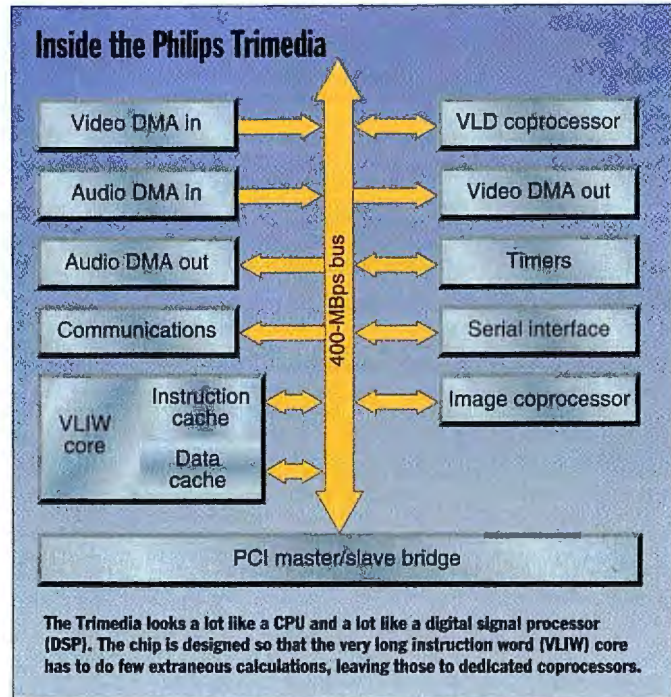 Inside the Philips Trimedia
Video DMA in
Audio DMA in
Audio DMA out
Communications
VLIW
core
Instruction
cache
Data
cache
400-MBps bus
VLD coprocessor
Video DMA out
Timers
Serial interface
Image coprocessor
PCI master/slave bridge
The Trimedia looks a lot like a CPU and a lot like a digital signal processor
(DSP). The chip is designed so that the very long instruction word (VLIW) core
has to do few extraneous calculations, leaving those to dedicated coprocessors.